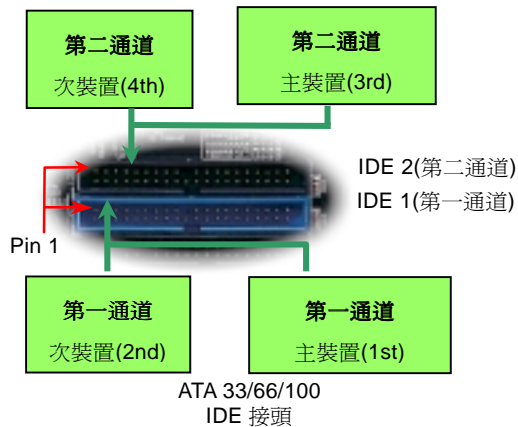 第二通道
次裝置(4th)
第二通道
主裝置(3rd)
IDE 2(第二通道)
IDE 1(第一通道)
Pin 1
第一通道
次裝置(2nd)
第一通道
主裝置(1st)
ATA 33/66/100
IDE 接頭